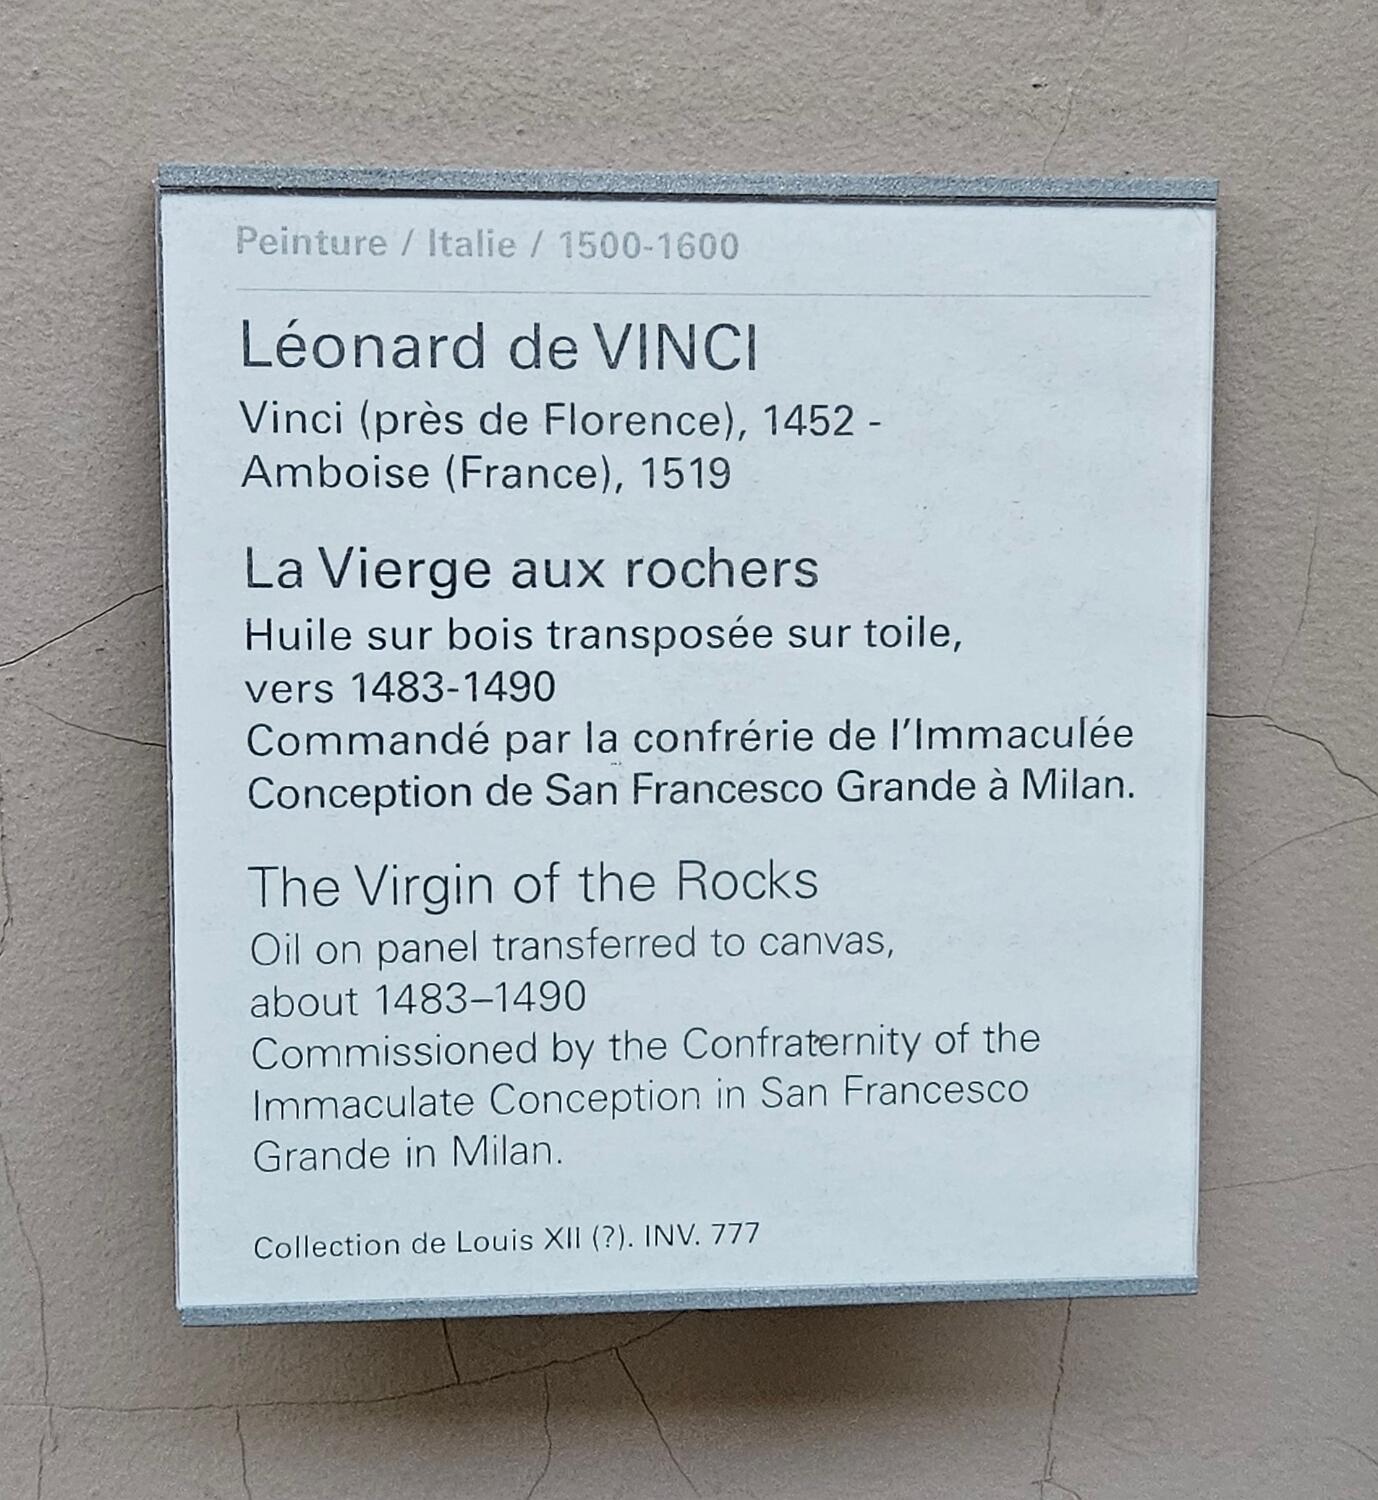 Peinture / Italie / 1500-1600
Léonard de VINCI
Vinci (près de Florence), 1452 -
Amboise (France), 1519
La Vierge aux rochers
Huile sur bois transposée sur toile,
vers 1483-1490
Commandé par la confrérie de l'Immaculée
Conception de San Francesco Grande à Milan.
The Virgin of the Rocks
Oil on panel transferred to canvas,
about 1483–1490
Commissioned by the Confraternity of the
Immaculate Conception in San Francesco
Grande in Milan.
Collection de Louis XII (?). INV. 777